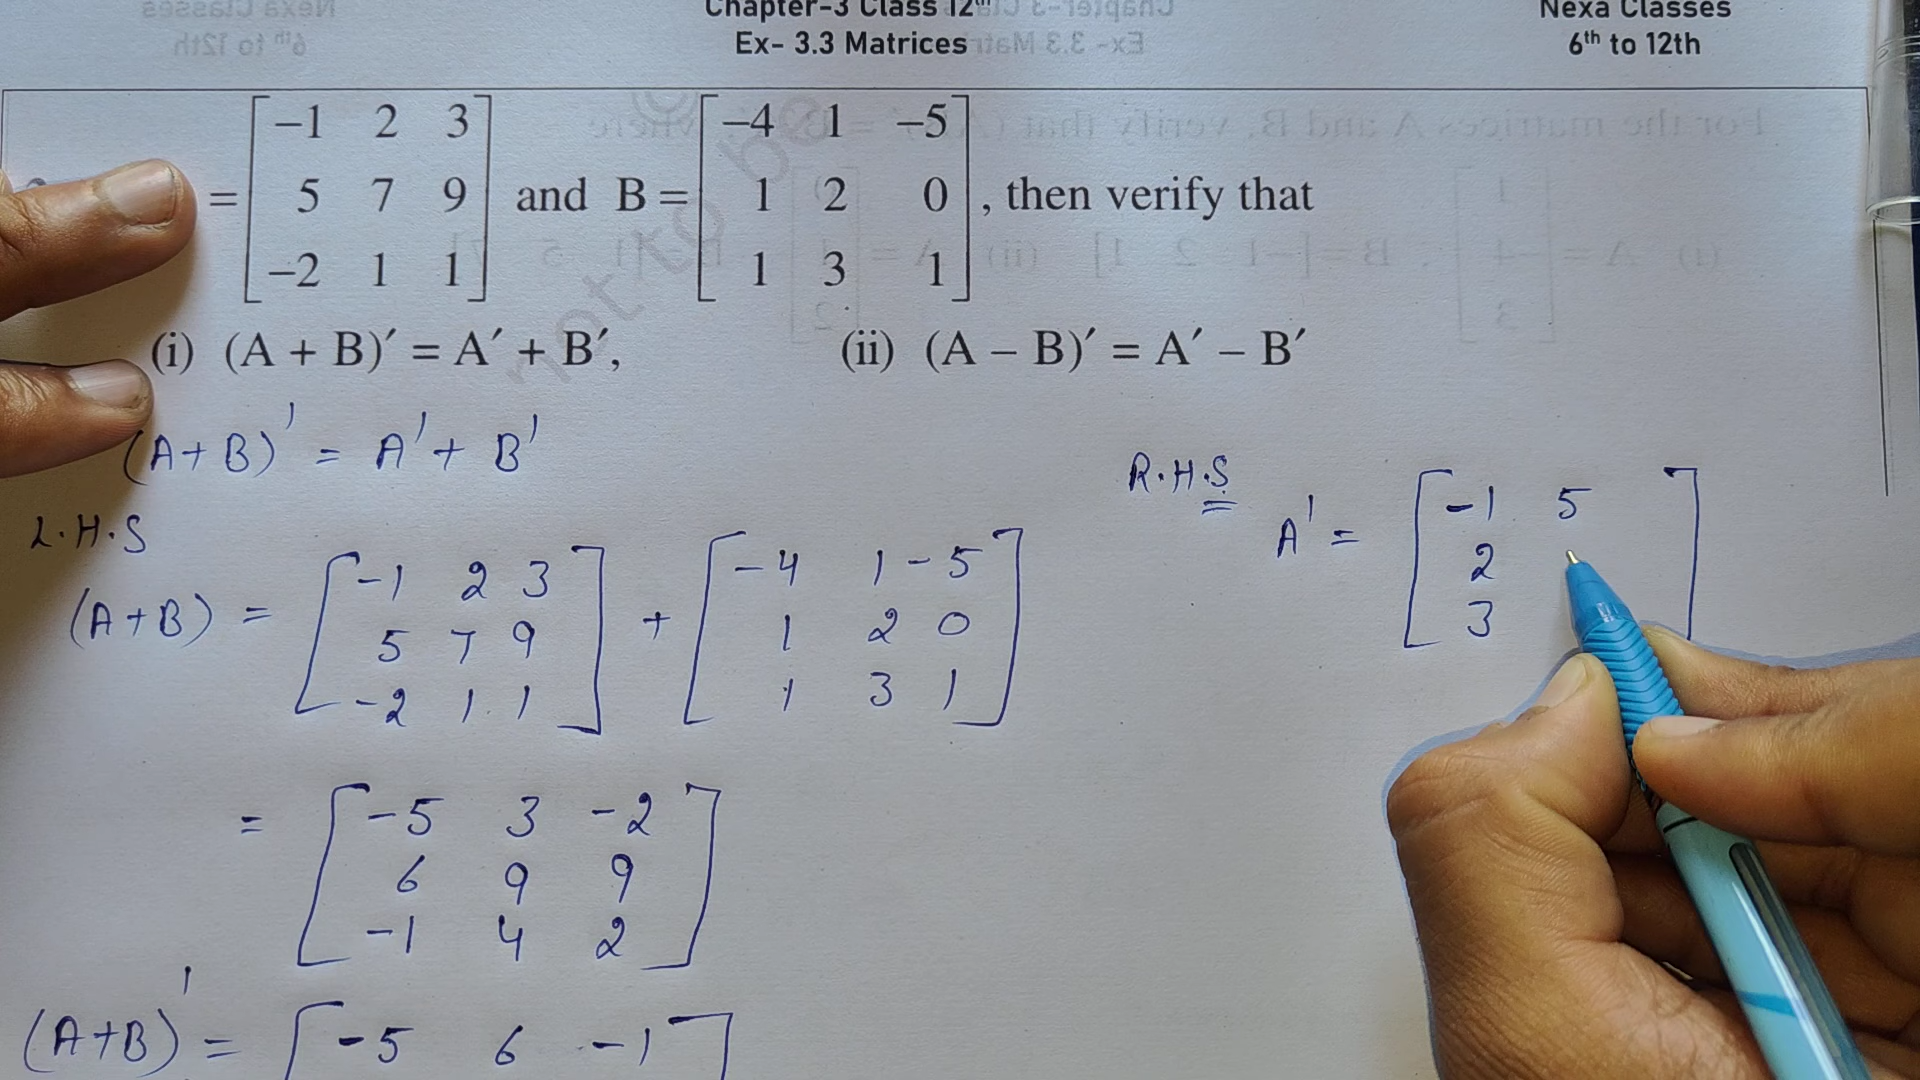 Chapter-3 Class 12th
Ex- 3.3 Matrices
Nexa Classes
6th to 12th
= [ −1 2 3 ] and B = [ −4 1 −5 ] , then verify that
[ 5 7 9 ] [ 1 2 0 ]
[ −2 1 1 ] [ 1 3 1 ]
(i) (A + B)′ = A′ + B′, (ii) (A – B)′ = A′ – B′
(A+B)' = A' + B'
L.H.S
(A+B) = [ -1 2 3 ] + [ -4 1 -5 ]
[ 5 7 9 ] [ 1 2 0 ]
[ -2 1 1 ] [ 1 3 1 ]
= [ -5 3 -2 ]
[ 6 9 9 ]
[ -1 4 2 ]
(A+B)' = [ -5 6 -1 ]
R.H.S
A' = [ -1 5 ]
[ 2 ]
[ 3 ]
not to be